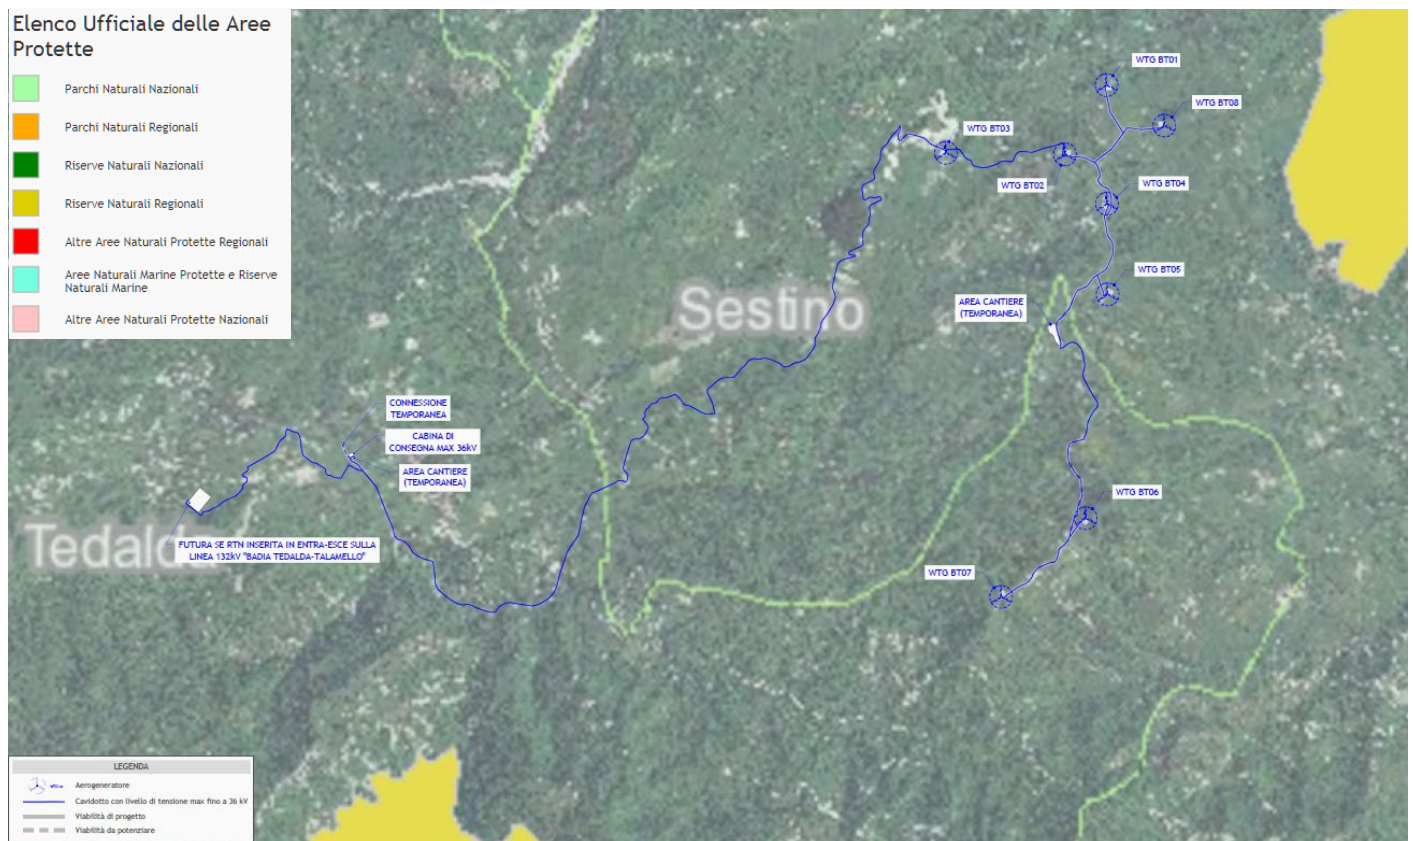 Elenco Ufficiale delle Aree
Protette
Parchi Naturali Nazionali
Parchi Naturali Regionali
Riserve Naturali Nazionali
Riserve Naturali Regionali
Altre Aree Naturali Protette Regionali
Aree Naturali Marine Protette e Riserve
Naturali Marine
Altre Aree Naturali Protette Nazionali
WTG BT01
WTG BT08
WTG BT03
WTG BT02
WTG BT04
WTG BT05
AREA CANTIERE
(TEMPORANEA)
Sestino
CONNESSIONE
TEMPORANEA
CABINA DI
CONSEGNA MAX 36kV
AREA CANTIERE
(TEMPORANEA)
WTG BT06
Tedalda
FUTURA SE RTN INSERITA IN ENTRA-ESCE SULLA
LINEA 132kV "BADIA TEDALDA-TALAMELLO"
WTG BT07
LEGENDA
Aerogeneratore
Cavidotto con livello di tensione max fino a 36 kV
Viabilità di progetto
Viabilità da potenziare